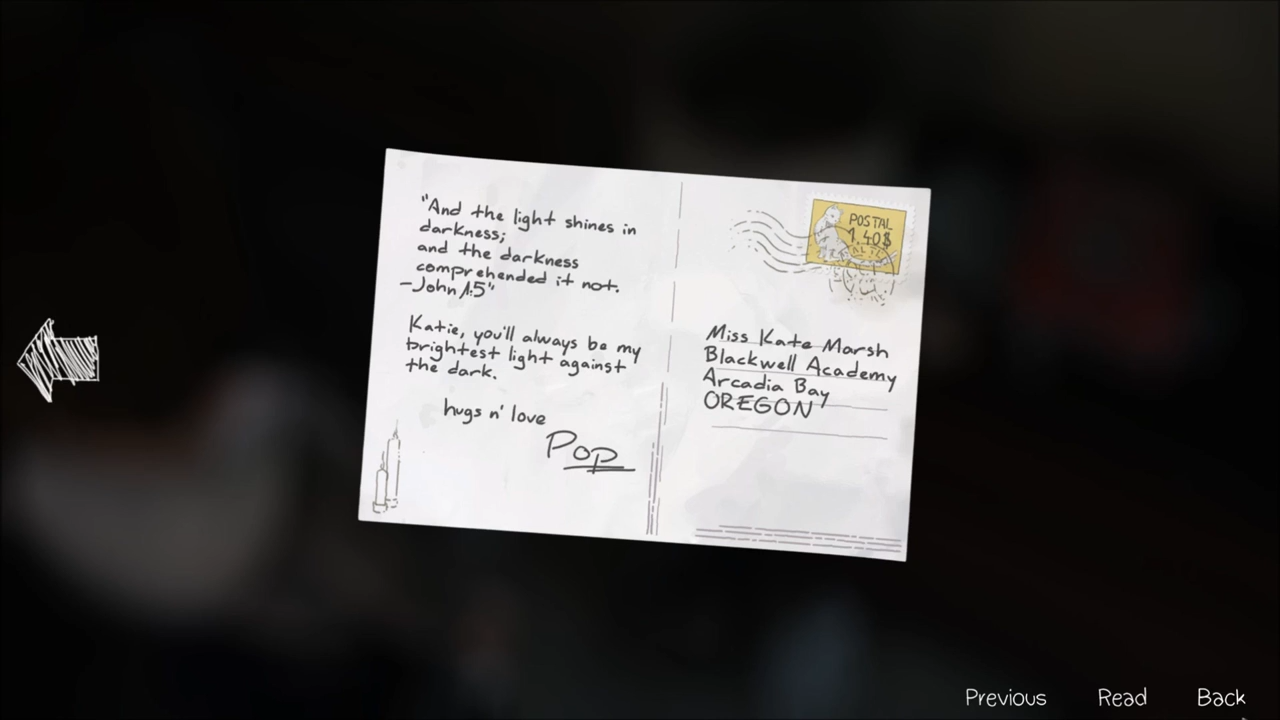 "And the light shines in
darkness;
and the darkness
comprehended it not.
-John 1:5"
Katie, you'll always be my
brightest light against
the dark.
hugs n' love
Pop
POSTAL
1.40$
Miss Kate Marsh
Blackwell Academy
Arcadia Bay
OREGON
Previous
Read
Back